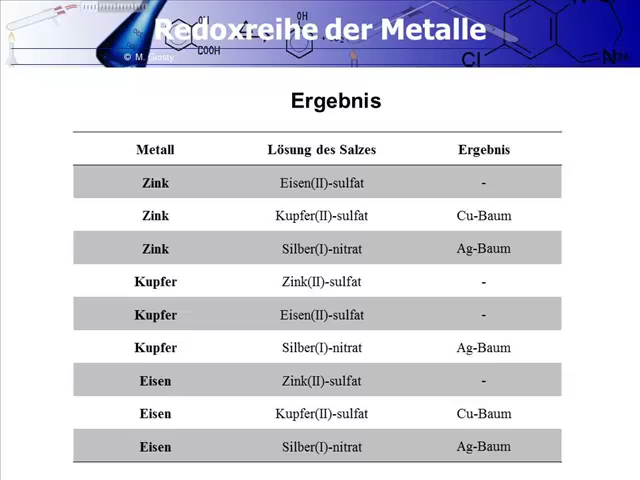 Redoxreihe der Metalle
COOH
OH
Cl
© M.
Ergebnis
Metall Lösung des Salzes Ergebnis
Zink Eisen(II)-sulfat -
Zink Kupfer(II)-sulfat Cu-Baum
Zink Silber(I)-nitrat Ag-Baum
Kupfer Zink(II)-sulfat -
Kupfer Eisen(II)-sulfat -
Kupfer Silber(I)-nitrat Ag-Baum
Eisen Zink(II)-sulfat -
Eisen Kupfer(II)-sulfat Cu-Baum
Eisen Silber(I)-nitrat Ag-Baum